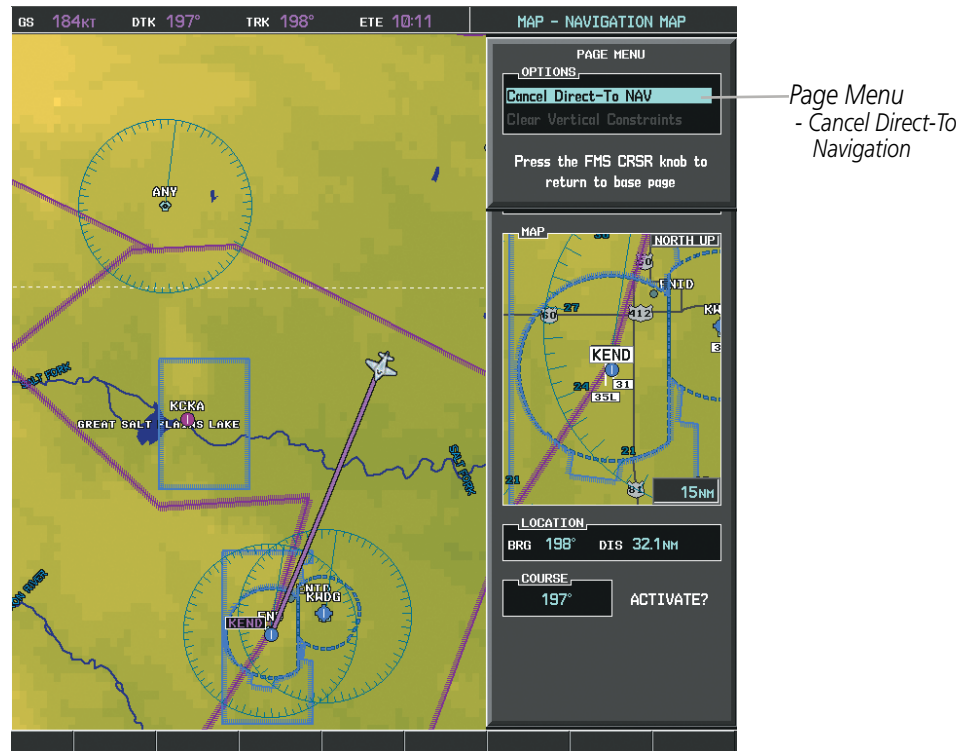 GS 184KT DTK 197° TRK 198° ETE 10:11 MAP - NAVIGATION MAP
PAGE MENU
OPTIONS
Cancel Direct-To NAV
Clear Vertical Constraints
Press the FMS CRSR knob to
return to base page
Page Menu
- Cancel Direct-To
Navigation
ANY
SALT FORK
KCKA
GREAT SALT PLAINS LAKE
SALT FORK
RIVER
KWDG
KEND
MAP
NORTH UP
ENID
27
60
412
KEND
24
31
35L
21
21
81
15NM
LOCATION
BRG 198° DIS 32.1NM
COURSE
197° ACTIVATE?